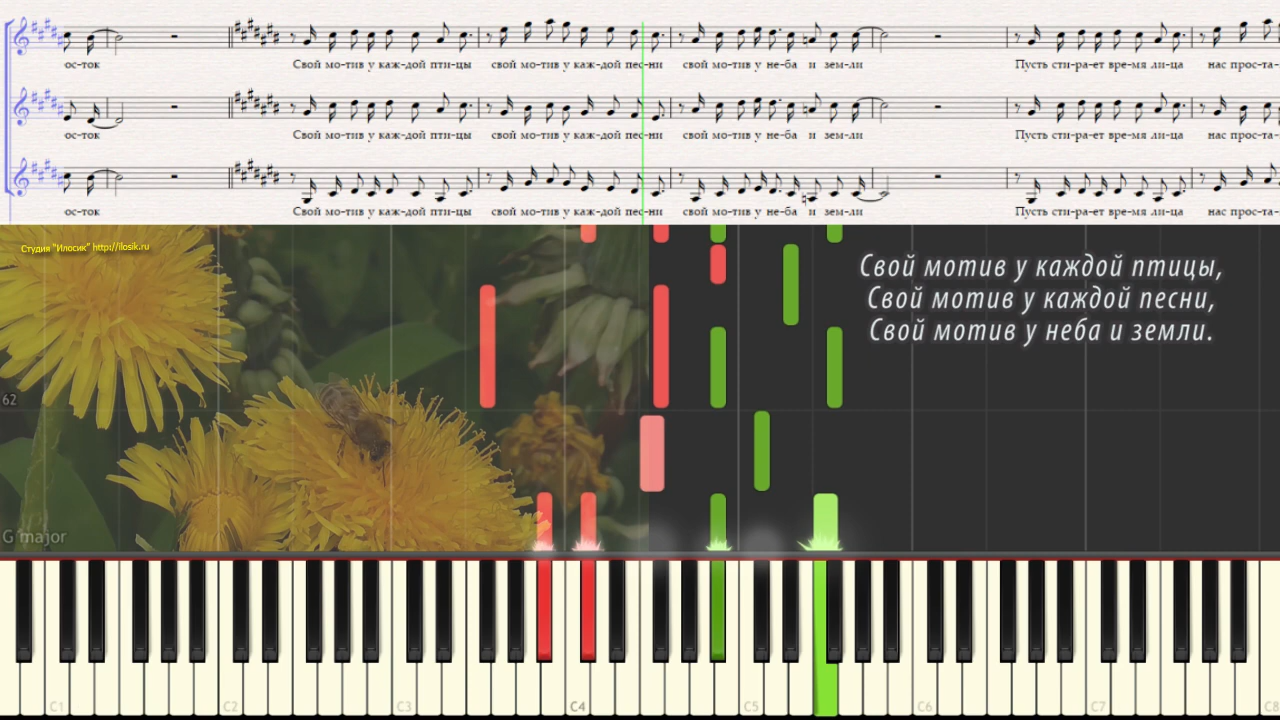 ос-ток Свой мо-тив у каж-дой пти-цы свой мо-тив у каж-дой пес-ни свой мо-тив у не-ба и зем-ли Пусть сти-ра-ет вре-мя ли-ца нас прос-та-
ос-ток Свой мо-тив у каж-дой пти-цы свой мо-тив у каж-дой пес-ни свой мо-тив у не-ба и зем-ли Пусть сти-ра-ет вре-мя ли-ца нас прос-та-
ос-ток Свой мо-тив у каж-дой пти-цы свой мо-тив у каж-дой пес-ни свой мо-тив у не-ба и зем-ли Пусть сти-ра-ет вре-мя ли-ца нас прос-та-
Студия "Илосик" http://ilosik.ru
Свой мотив у каждой птицы,
Свой мотив у каждой песни,
Свой мотив у неба и земли.
62
G major
C1 C2 C3 C4 C5 C6 C7 C8